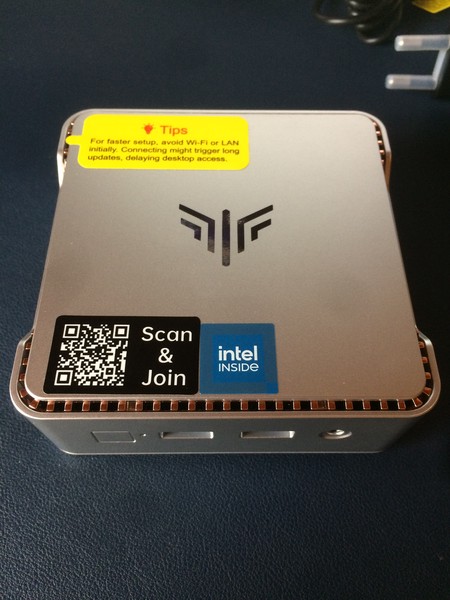 Tips
For faster setup, avoid Wi-Fi or LAN
initially. Connecting might trigger long
updates, delaying desktop access.
Scan
&
Join
intel
INSIDE